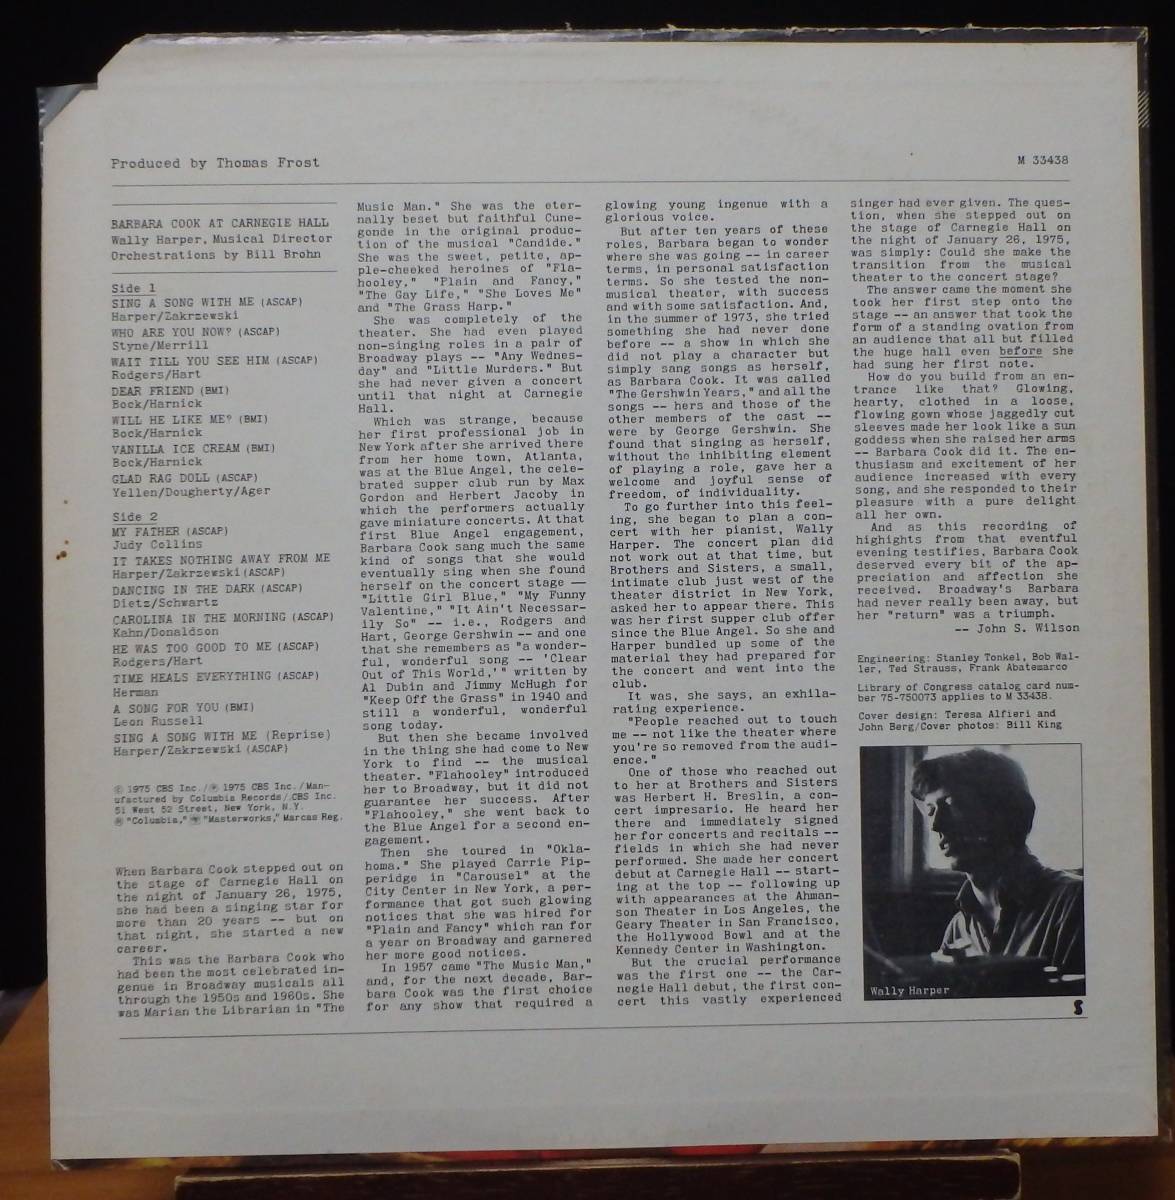 Produced by Thomas Frost
M 33438
BARBARA COOK AT CARNEGIE HALL
Wally Harper, Musical Director
Orchestrations by Bill Brohn
Side 1
SING A SONG WITH ME (ASCAP)
Harper/Zakrzewski
WHO ARE YOU NOW? (ASCAP)
Styne/Merrill
WAIT TILL YOU SEE HIM (ASCAP)
Rodgers/Hart
DEAR FRIEND (BMI)
Bock/Harnick
WILL HE LIKE ME? (BMI)
Bock/Harnick
VANILLA ICE CREAM (BMI)
Bock/Harnick
GLAD RAG DOLL (ASCAP)
Yellen/Dougherty/Ager
Side 2
MY FATHER (ASCAP)
Judy Collins
IT TAKES NOTHING AWAY FROM ME
Harper/Zakrzewski (ASCAP)
DANCING IN THE DARK (ASCAP)
Dietz/Schwartz
CAROLINA IN THE MORNING (ASCAP)
Kahn/Donaldson
HE WAS TOO GOOD TO ME (ASCAP)
Rodgers/Hart
TIME HEALS EVERYTHING (ASCAP)
Herman
A SONG FOR YOU (BMI)
Leon Russell
SING A SONG WITH ME (Reprise)
Harper/Zakrzewski (ASCAP)
© 1975 CBS Inc./℗ 1975 CBS Inc./Man-
ufactured by Columbia Records/CBS Inc.
51 West 52 Street, New York, N.Y.
® "Columbia," "Masterworks," Marcas Reg.
When Barbara Cook stepped out on
the stage of Carnegie Hall on
the night of January 26, 1975,
she had been a singing star for
more than 20 years -- but on
that night, she started a new
career.
This was the Barbara Cook who
had been the most celebrated in-
genue in Broadway musicals all
through the 1950s and 1960s. She
was Marian the Librarian in "The
Music Man." She was the eter-
nally beset but faithful Cune-
gonde in the original produc-
tion of the musical "Candide."
She was the sweet, petite, ap-
ple-cheeked heroines of "Fla-
hooley," "Plain and Fancy,"
"The Gay Life," "She Loves Me"
and "The Grass Harp."
She was completely of the
theater. She had even played
non-singing roles in a pair of
Broadway plays -- "Any Wednes-
day" and "Little Murders." But
she had never given a concert
until that night at Carnegie
Hall.
Which was strange, because
her first professional job in
New York after she arrived there
from her home town, Atlanta,
was at the Blue Angel, the cele-
brated supper club run by Max
Gordon and Herbert Jacoby in
which the performers actually
gave miniature concerts. At that
first Blue Angel engagement,
Barbara Cook sang much the same
kind of songs that she would
eventually sing when she found
herself on the concert stage --
"Little Girl Blue," "My Funny
Valentine," "It Ain't Necessar-
ily So" -- i.e., Rodgers and
Hart, George Gershwin -- and one
that she remembers as "a wonder-
ful, wonderful song -- 'Clear
Out of This World,'" written by
Al Dubin and Jimmy McHugh for
"Keep Off the Grass" in 1940 and
still a wonderful, wonderful
song today.
But then she became involved
in the thing she had come to New
York to find -- the musical
theater. "Flahooley" introduced
her to Broadway, but it did not
guarantee her success. After
"Flahooley," she went back to
the Blue Angel for a second en-
gagement.
Then she toured in "Okla-
homa." She played Carrie Pip-
peridge in "Carousel" at the
City Center in New York, a per-
formance that got such glowing
notices that she was hired for
"Plain and Fancy" which ran for
a year on Broadway and garnered
her more good notices.
In 1957 came "The Music Man,"
and, for the next decade, Bar-
bara Cook was the first choice
for any show that required a
glowing young ingenue with a
glorious voice.
But after ten years of these
roles, Barbara began to wonder
where she was going -- in career
terms, in personal satisfaction
terms. So she tested the non-
musical theater, with success
and with some satisfaction. And,
in the summer of 1973, she tried
something she had never done
before -- a show in which she
did not play a character but
simply sang songs as herself,
as Barbara Cook. It was called
"The Gershwin Years," and all the
songs -- hers and those of the
other members of the cast --
were by George Gershwin. She
found that singing as herself,
without the inhibiting element
of playing a role, gave her a
welcome and joyful sense of
freedom, of individuality.
To go further into this feel-
ing, she began to plan a con-
cert with her pianist, Wally
Harper. The concert plan did
not work out at that time, but
Brothers and Sisters, a small,
intimate club just west of the
theater district in New York,
asked her to appear there. This
was her first supper club offer
since the Blue Angel. So she and
Harper bundled up some of the
material they had prepared for
the concert and went into the
club.
It was, she says, an exhila-
rating experience.
"People reached out to touch
me -- not like the theater where
you're so removed from the audi-
ence."
One of those who reached out
to her at Brothers and Sisters
was Herbert H. Breslin, a con-
cert impresario. He heard her
there and immediately signed
her for concerts and recitals --
fields in which she had never
performed. She made her concert
debut at Carnegie Hall -- start-
ing at the top -- following up
with appearances at the Ahman-
son Theater in Los Angeles, the
Geary Theater in San Francisco,
the Hollywood Bowl and at the
Kennedy Center in Washington.
But the crucial performance
was the first one -- the Car-
negie Hall debut, the first con-
cert this vastly experienced
singer had ever given. The ques-
tion, when she stepped out on
the stage of Carnegie Hall on
the night of January 26, 1975,
was simply: Could she make the
transition from the musical
theater to the concert stage?
The answer came the moment she
took her first step onto the
stage -- an answer that took the
form of a standing ovation from
an audience that all but filled
the huge hall even before she
had sung her first note.
How do you build from an en-
trance like that? Glowing,
hearty, clothed in a loose,
flowing gown whose jaggedly cut
sleeves made her look like a sun
goddess when she raised her arms
-- Barbara Cook did it. The en-
thusiasm and excitement of her
audience increased with every
song, and she responded to their
pleasure with a pure delight
all her own.
And as this recording of
highights from that eventful
evening testifies, Barbara Cook
deserved every bit of the ap-
preciation and affection she
received. Broadway's Barbara
had never really been away, but
her "return" was a triumph.
-- John S. Wilson
Engineering: Stanley Tonkel, Bob Wal-
ler, Ted Strauss, Frank Abatemarco
Library of Congress catalog card num-
ber 75-750073 applies to M 33438.
Cover design: Teresa Alfieri and
John Berg/Cover photos: Bill King
Wally Harper
S